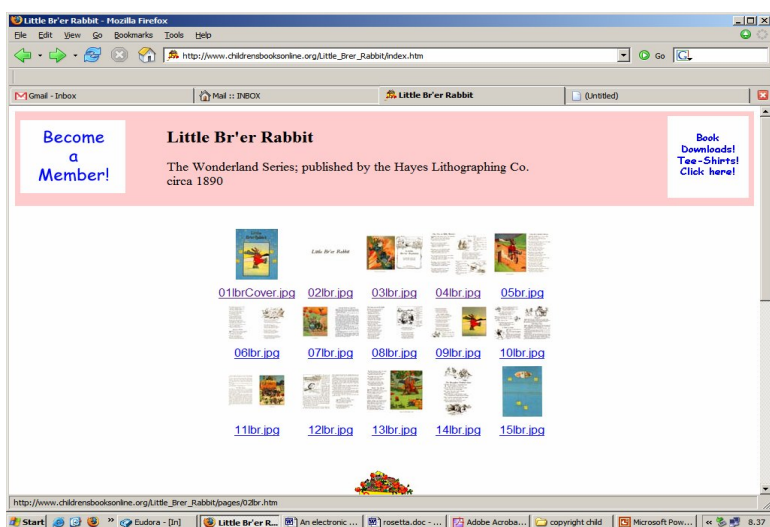 Little Br'er Rabbit - Mozilla Firefox
File Edit View Go Bookmarks Tools Help
http://www.childrensbooksonline.org/Little_Brer_Rabbit/index.htm
Go
Gmail - Inbox
Mail :: INBOX
Little Br'er Rabbit
(Untitled)
Become
a
Member!
Little Br'er Rabbit
The Wonderland Series; published by the Hayes Lithographing Co.
circa 1890
Book
Downloads!
Tee-Shirts!
Click here!
Little Br'er Rabbit
01lbrCover.jpg 02lbr.jpg 03lbr.jpg 04lbr.jpg 05br.jpg
06lbr.jpg 07lbr.jpg 08lbr.jpg 09lbr.jpg 10lbr.jpg
11lbr.jpg 12lbr.jpg 13lbr.jpg 14lbr.jpg 15lbr.jpg
http://www.childrensbooksonline.org/Little_Brer_Rabbit/pages/02lbr.htm
Start » Eudora - [In] Little Br'er R... An electronic ... rosetta.doc - ... Adobe Acroba... copyright child Microsoft Pow... « 8.37